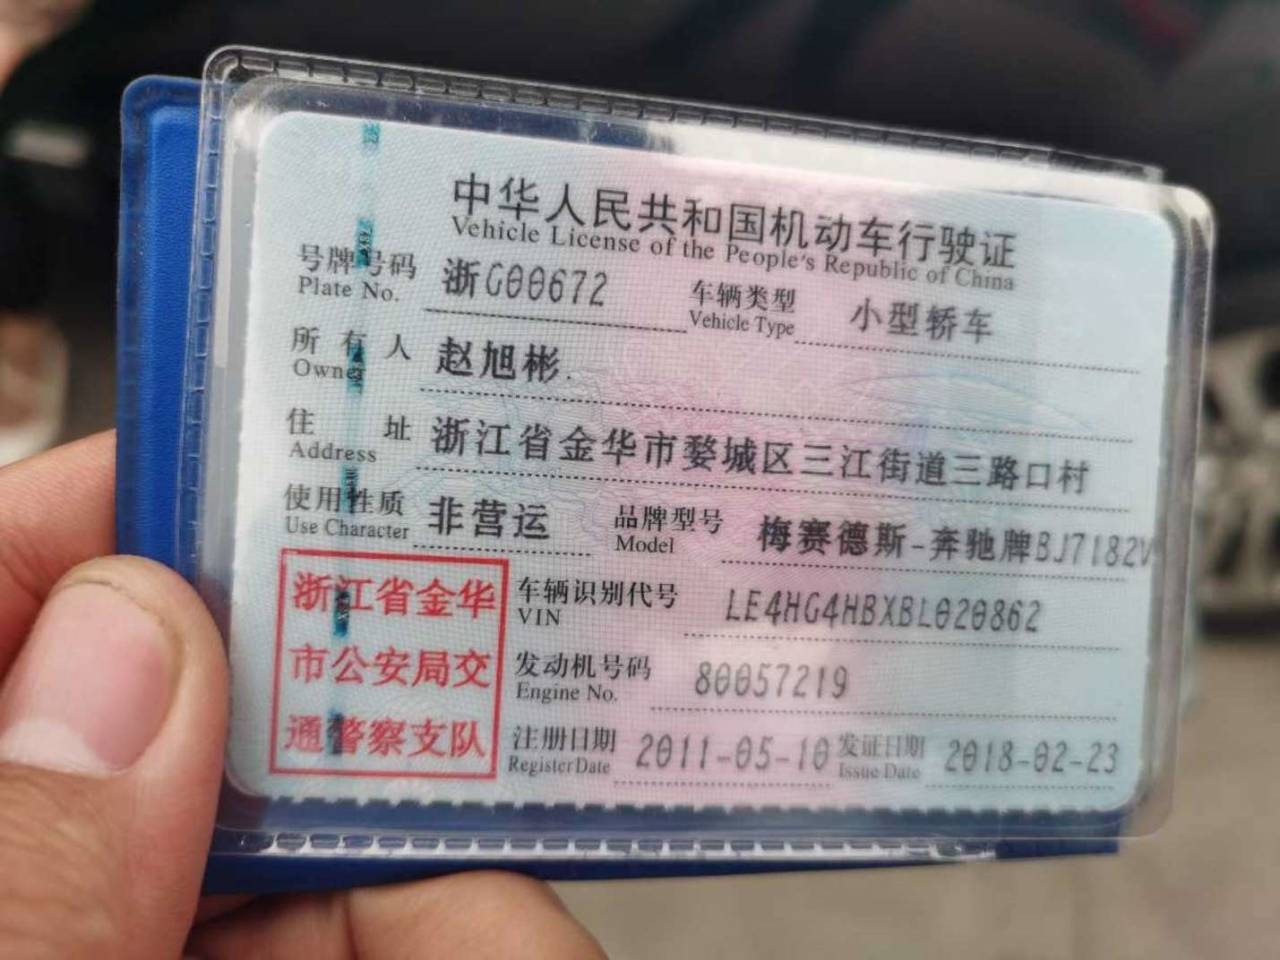 中华人民共和国机动车行驶证
Vehicle License of the People's Republic of China
号牌号码 浙G00672 车辆类型 小型轿车
Plate No. Vehicle Type
所有人 赵旭彬
Owner
住址 浙江省金华市婺城区三江街道三路口村
Address
使用性质 非营运 品牌型号 梅赛德斯-奔驰牌BJ7182V
Use Character Model
浙江省金华
市公安局交
通警察支队
车辆识别代号 LE4HG4HBXBL020862
VIN
发动机号码 80057219
Engine No.
注册日期 2011-05-10 发证日期 2018-02-23
Register Date Issue Date